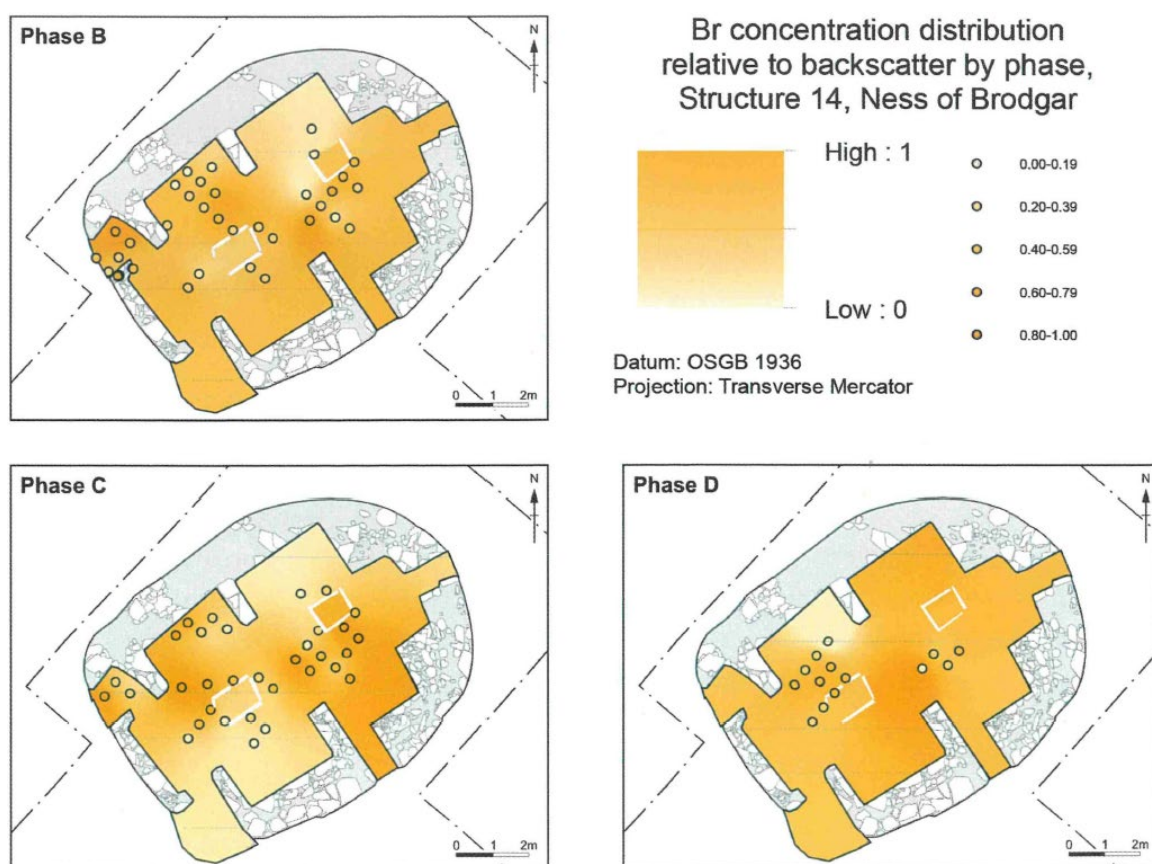 Phase B
N
0 1 2m
Br concentration distribution
relative to backscatter by phase,
Structure 14, Ness of Brodgar
High : 1
Low : 0
0.00-0.19
0.20-0.39
0.40-0.59
0.60-0.79
0.80-1.00
Datum: OSGB 1936
Projection: Transverse Mercator
Phase C
N
0 1 2m
Phase D
N
0 1 2m